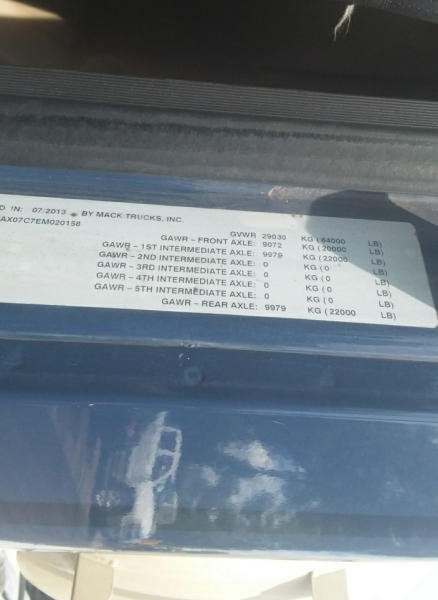 D IN: 07/2013 BY MACK TRUCKS, INC.
AX07C7EM020158
GVWR 29030 KG ( 64000 LB)
GAWR - FRONT AXLE: 9072 KG ( 20000 LB)
GAWR - 1ST INTERMEDIATE AXLE: 9979 KG ( 22000 LB)
GAWR - 2ND INTERMEDIATE AXLE: 0 KG ( 0 LB)
GAWR - 3RD INTERMEDIATE AXLE: 0 KG ( 0 LB)
GAWR - 4TH INTERMEDIATE AXLE: 0 KG ( 0 LB)
GAWR - 5TH INTERMEDIATE AXLE: 0 KG ( 0 LB)
GAWR - REAR AXLE: 9979 KG ( 22000 LB)